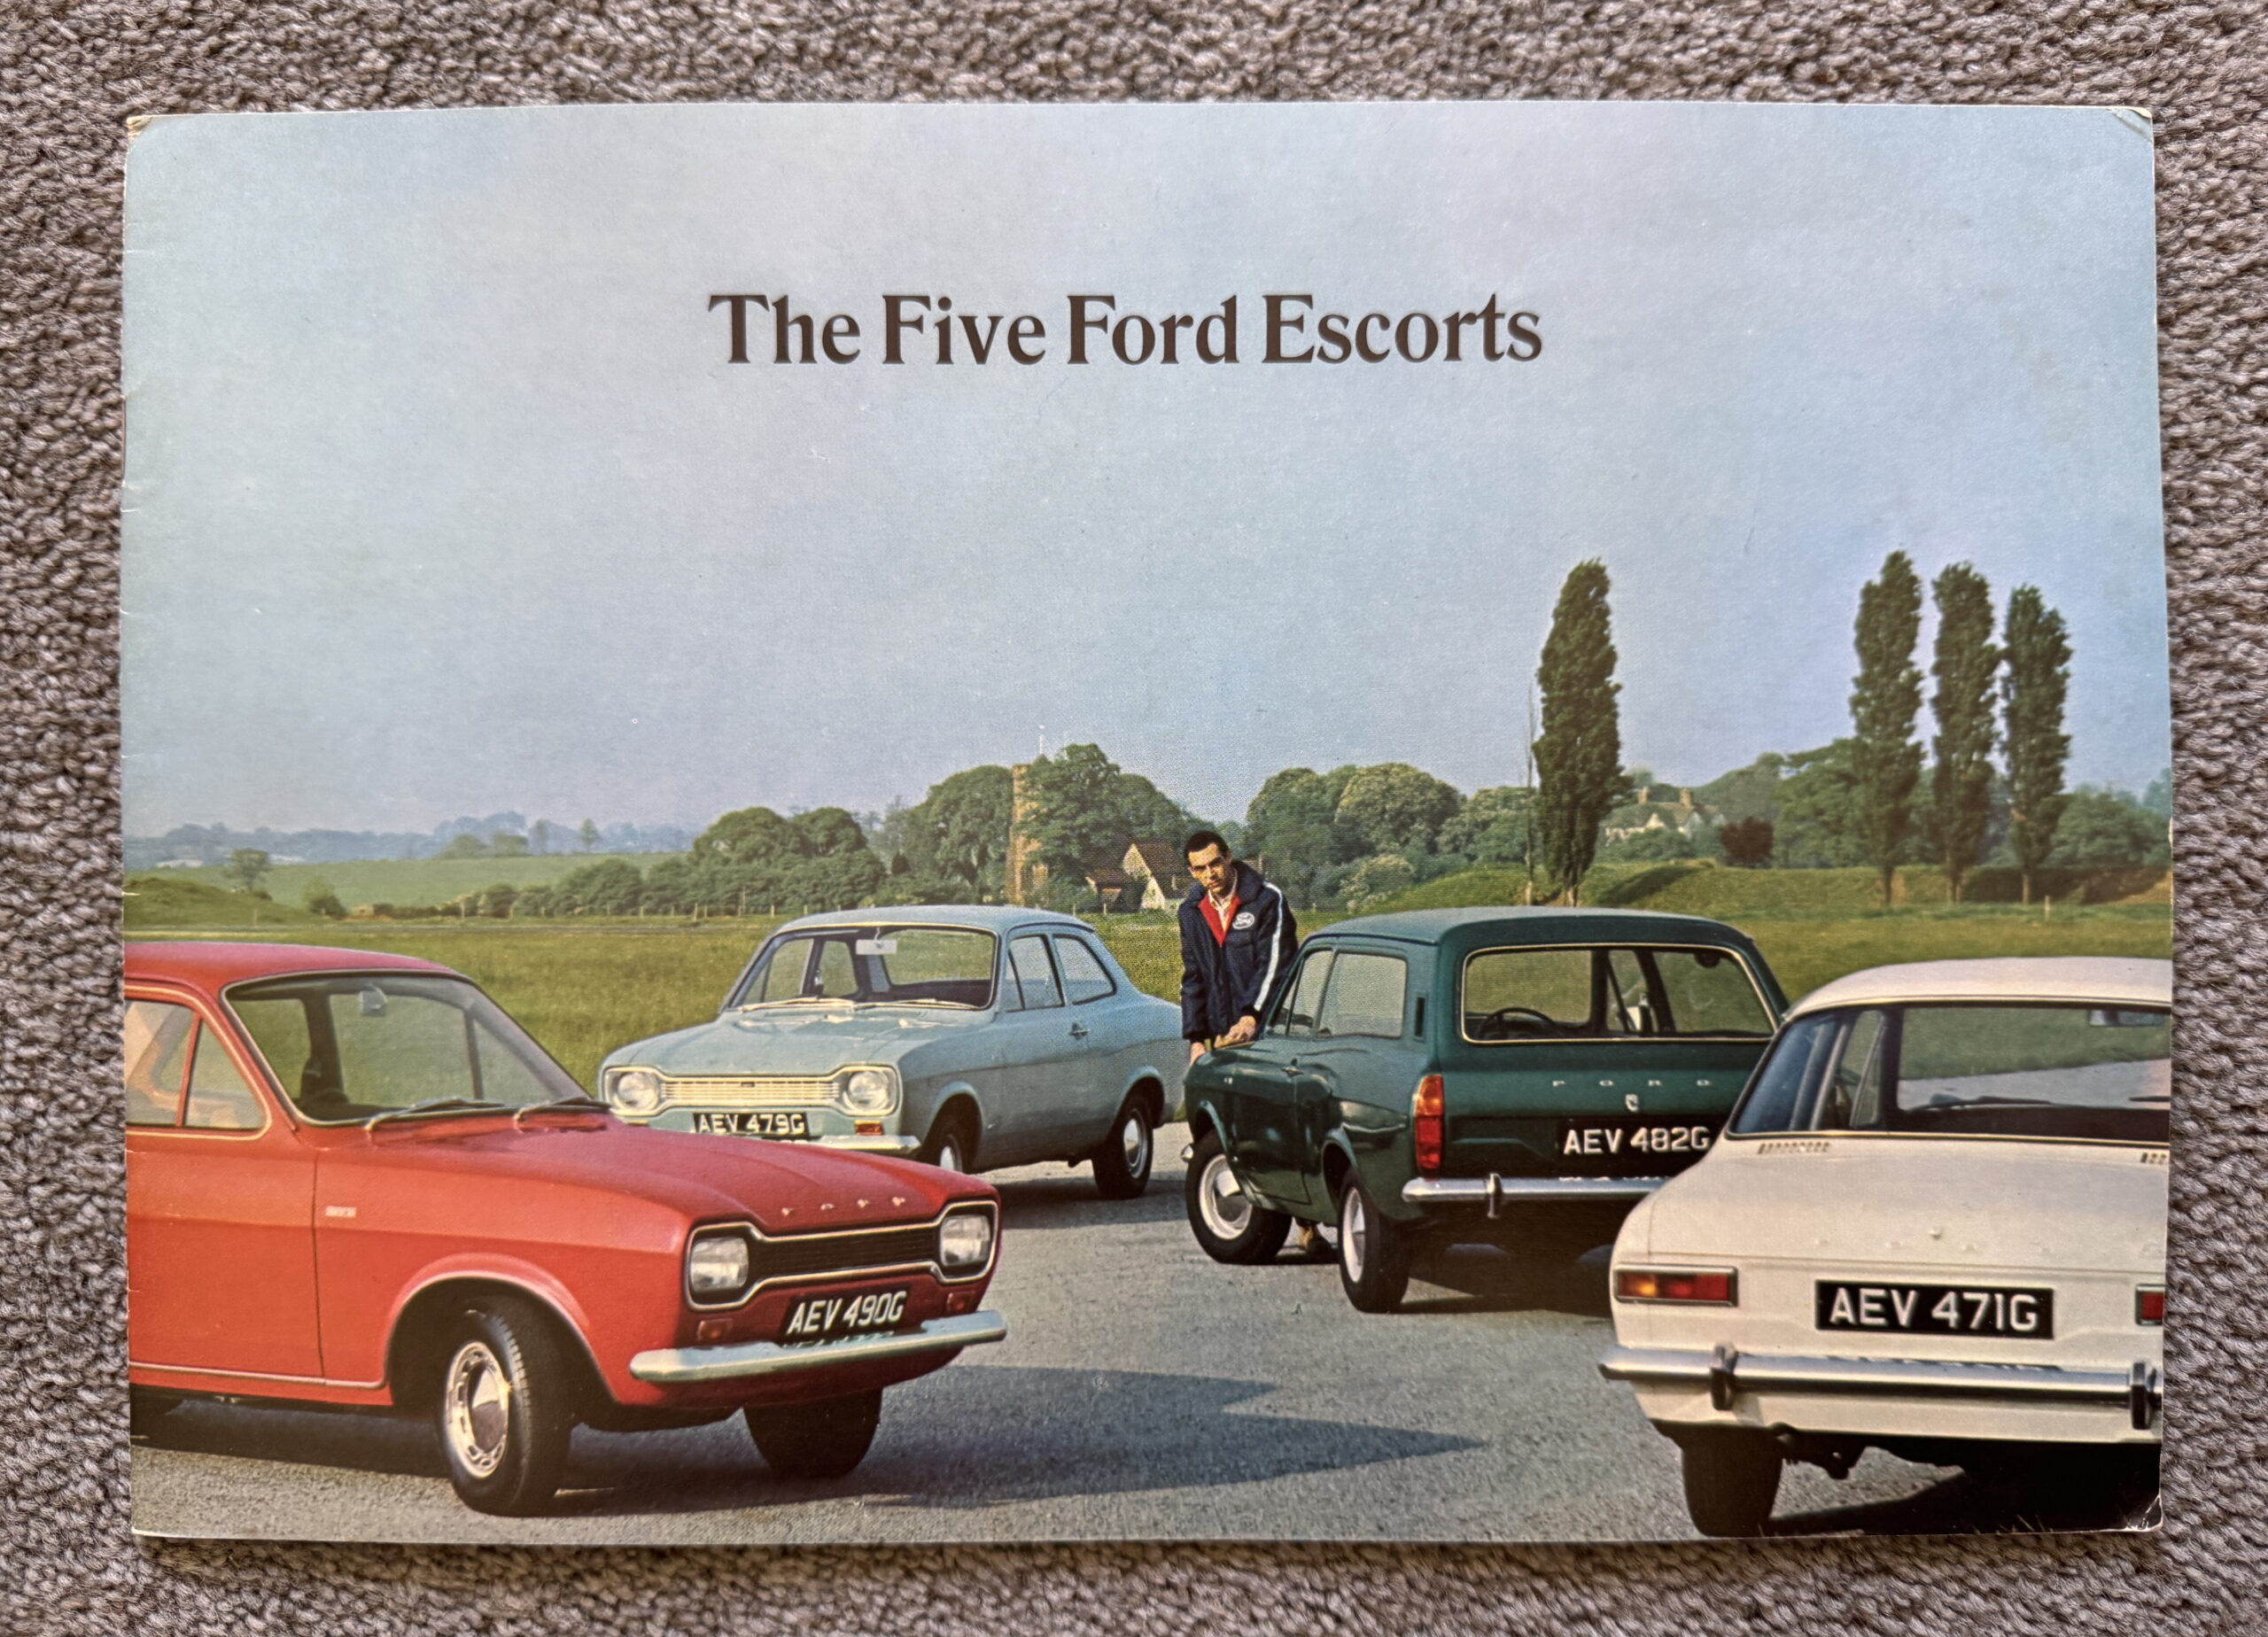 The Five Ford Escorts
AEV 479G
FORD
AEV 482G
FORD
AEV 490G
AEV 471G